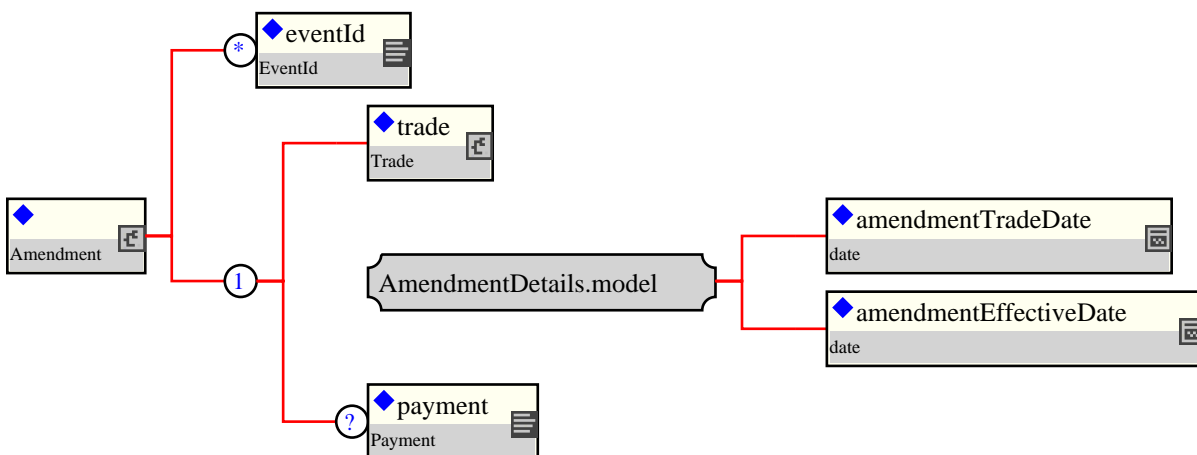 *
eventId
EventId
trade
Trade
Amendment
1
AmendmentDetails.model
amendmentTradeDate
date
amendmentEffectiveDate
date
?
payment
Payment